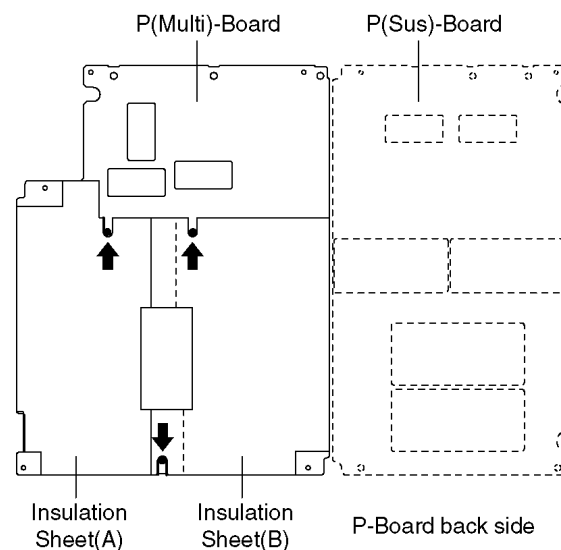 P(Multi)-Board
P(Sus)-Board
Insulation
Sheet(A)
Insulation
Sheet(B)
P-Board back side